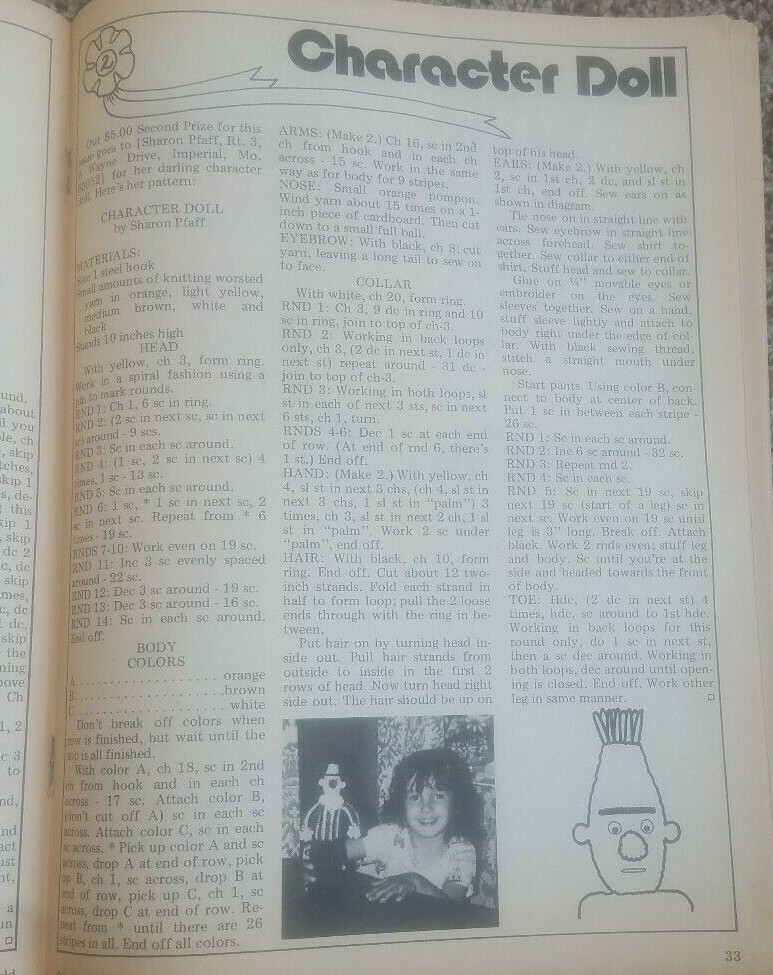 Character Doll
2
Our $5.00 Second Prize for this
issue goes to [Sharon Pfaff, Rt. 3,
Wayne Drive, Imperial, Mo.
63052] for her darling character
doll. Here's her pattern:
CHARACTER DOLL
by Sharon Pfaff
MATERIALS:
Size 1 steel hook
Small amounts of knitting worsted
yarn in orange, light yellow,
medium brown, white and
black
Stands 10 inches high
HEAD
With yellow, ch 3, form ring.
Work in a spiral fashion using a
pin to mark rounds.
RND 1: Ch 1, 6 sc in ring.
RND 2: (2 sc in next sc, sc in next
sc) around - 9 scs.
RND 3: Sc in each sc around.
RND 4: (1 sc, 2 sc in next sc) 4
times, 1 sc - 13 sc.
RND 5: Sc in each sc around.
RND 6: 1 sc, * 1 sc in next sc, 2
sc in next sc. Repeat from * 6
times - 19 sc.
RNDS 7-10: Work even on 19 sc.
RND 11: Inc 3 sc evenly spaced
around - 22 sc.
RND 12: Dec 3 sc around - 19 sc.
RND 13: Dec 3 sc around - 16 sc.
RND 14: Sc in each sc around.
End off.
BODY
COLORS
A. . . . . . . . . . . . . . . . . . . . orange
B. . . . . . . . . . . . . . . . . . . . .brown
C. . . . . . . . . . . . . . . . . . . . white
Don't break off colors when
row is finished, but wait until the
top is all finished.
With color A, ch 18, sc in 2nd
ch from hook and in each ch
across - 17 sc. Attach color B,
(don't cut off A) sc in each sc
across. Attach color C, sc in each
sc across. * Pick up color A and sc
across, drop A at end of row, pick
up B, ch 1, sc across, drop B at
end of row, pick up C, ch 1, sc
across, drop C at end of row. Re-
peat from * until there are 26
stripes in all. End off all colors.
ARMS: (Make 2.) Ch 16, sc in 2nd
ch from hook and in each ch
across - 15 sc. Work in the same
way as for body for 9 stripes.
NOSE: Small orange pompon.
Wind yarn about 15 times on a 1-
inch piece of cardboard. Then cut
down to a small full ball.
EYEBROW: With black, ch 8; cut
yarn, leaving a long tail to sew on
to face.
COLLAR
With white, ch 20, form ring.
RND 1: Ch 3, 9 dc in ring and 10
sc in ring, join to top of ch-3.
RND 2: Working in back loops
only, ch 3, (2 dc in next st, 1 dc in
next st) repeat around - 31 dc -
join to top of ch-3.
RND 3: Working in both loops, sl
st in each of next 3 sts, sc in next
6 sts, ch 1, turn.
RNDS 4-6: Dec 1 sc at each end
of row. (At end of rnd 6, there's
1 st.) End off.
HAND: (Make 2.) With yellow, ch
4, sl st in next 3 chs, (ch 4, sl st in
next 3 chs, 1 sl st in "palm") 3
times, ch 3, sl st in next 2 ch, 1 sl
st in "palm". Work 2 sc under
"palm", end off.
HAIR: With black, ch 10, form
ring. End off. Cut about 12 two-
inch strands. Fold each strand in
half to form loop; pull the 2 loose
ends through with the ring in be-
tween.
Put hair on by turning head in-
side out. Pull hair strands from
outside to inside in the first 2
rows of head. Now turn head right
side out. The hair should be up on
top of his head.
EARS: (Make 2.) With yellow, ch
2, sc in 1st ch, 2 dc, and sl st in
1st ch, end off. Sew ears on as
shown in diagram.
Tie nose on in straight line with
ears. Sew eyebrow in straight line
across forehead. Sew shirt to-
gether. Sew collar to either end of
shirt. Stuff head and sew to collar.
Glue on ¼" movable eyes or
embroider on the eyes. Sew
sleeves together. Sew on a hand,
stuff sleeve lightly and attach to
body right under the edge of col-
lar. With black sewing thread,
stitch a straight mouth under
nose.
Start pants. Using color B, con-
nect to body at center of back.
Put 1 sc in between each stripe -
26 sc.
RND 1: Sc in each sc around.
RND 2: Inc 6 sc around - 32 sc.
RND 3: Repeat rnd 2.
RND 4: Sc in each sc.
RND 5: Sc in next 19 sc, skip
next 19 sc (start of a leg) sc in
next sc. Work even on 19 sc until
leg is 3" long. Break off. Attach
black. Work 2 rnds even; stuff leg
and body. Sc until you're at the
side and headed towards the front
of body.
TOE: Hdc, (2 dc in next st) 4
times, hdc, sc around to 1st hdc.
Working in back loops for this
round only, do 1 sc in next st,
then a sc dec around. Working in
both loops, dec around until open-
ing is closed. End off. Work other
leg in same manner.
33